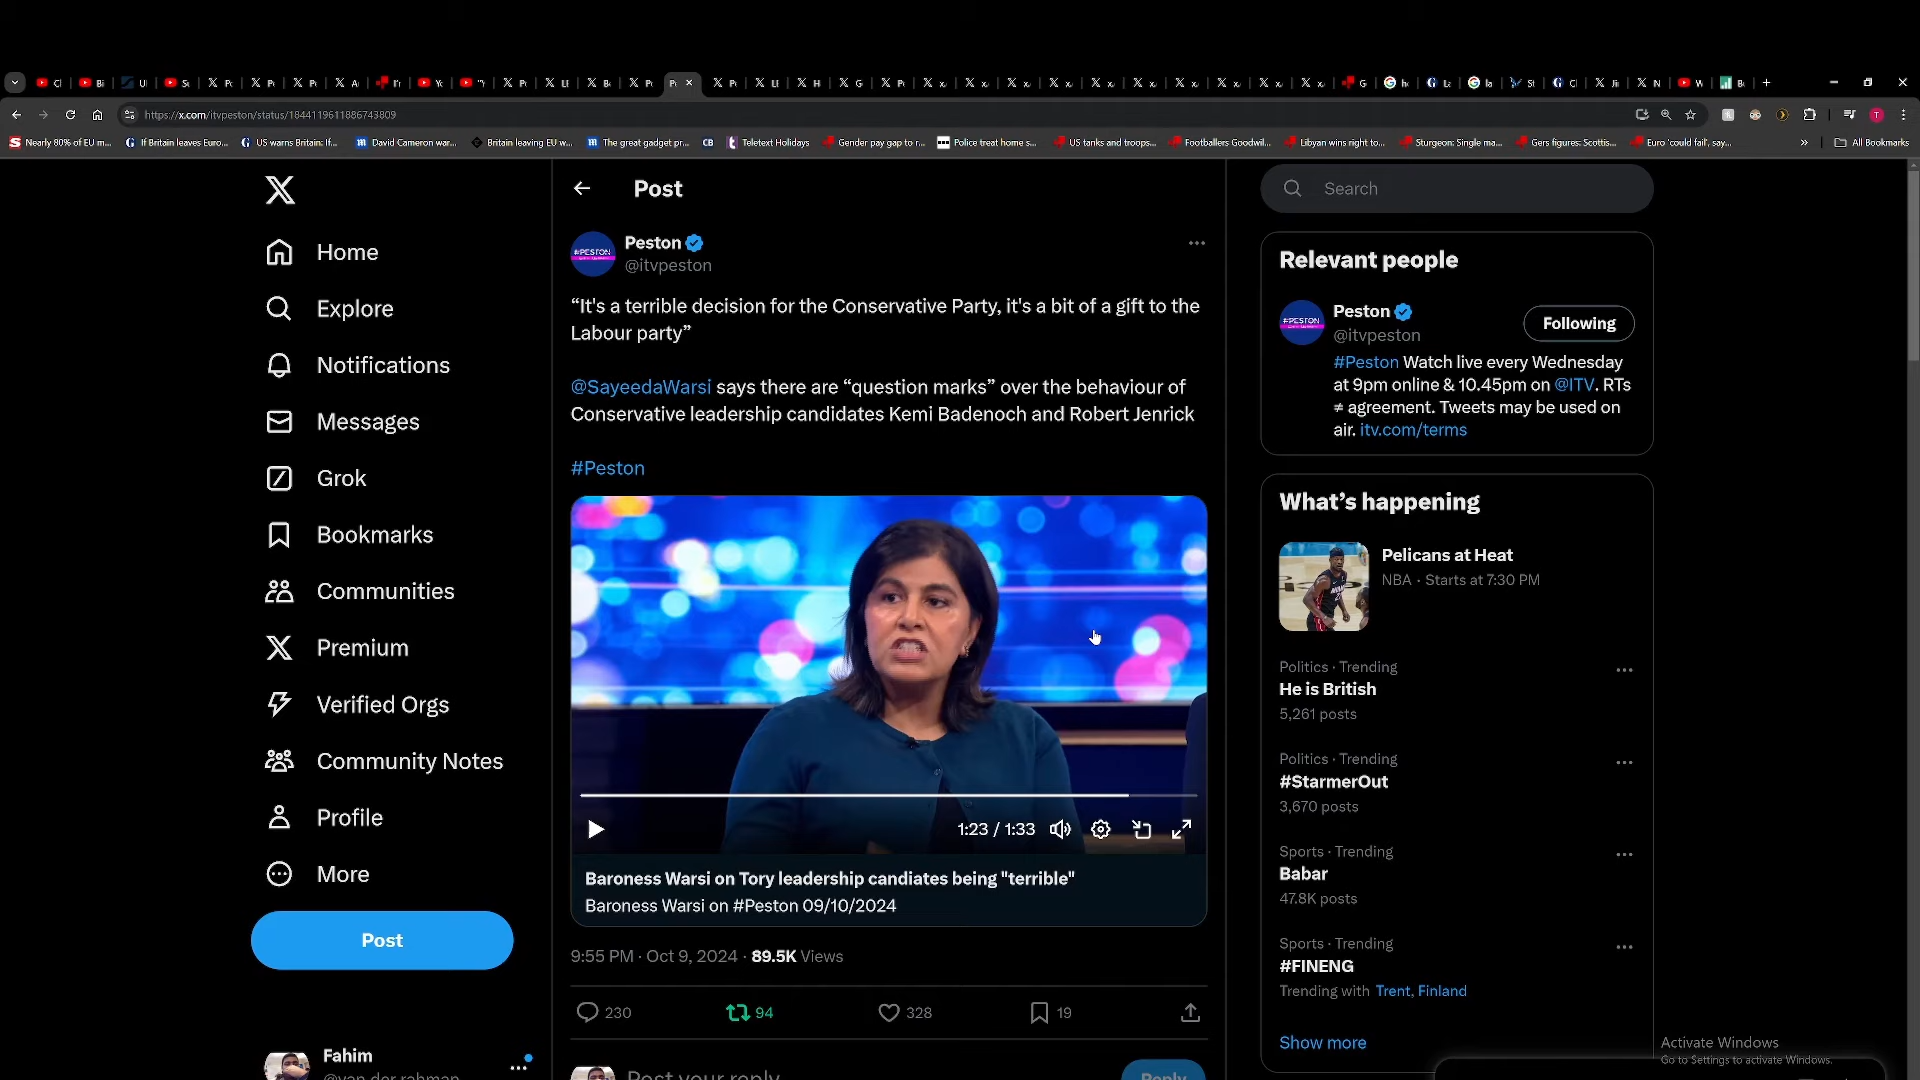 https://x.com/itvpeston/status/1844119611886743809
Nearly 80% of EU m...
If Britain leaves Euro...
US warns Britain: If...
David Cameron war...
Britain leaving EU w...
The great gadget pr...
CB
Teletext Holidays
Gender pay gap to r...
Police treat home s...
US tanks and troops...
Footballers Goodwil...
Libyan wins right to...
Sturgeon: Single ma...
Gers figures: Scottis...
Euro 'could fail', say...
All Bookmarks
Home
Explore
Notifications
Messages
Grok
Bookmarks
Communities
Premium
Verified Orgs
Community Notes
Profile
More
Post
Fahim
@van der rahman
Post
#PESTON
Peston
@itvpeston
“It's a terrible decision for the Conservative Party, it's a bit of a gift to the
Labour party”
@SayeedaWarsi says there are “question marks” over the behaviour of
Conservative leadership candidates Kemi Badenoch and Robert Jenrick
#Peston
1:23 / 1:33
Baroness Warsi on Tory leadership candiates being "terrible"
Baroness Warsi on #Peston 09/10/2024
9:55 PM · Oct 9, 2024 · 89.5K Views
230
94
328
19
Post your reply
Reply
Search
Relevant people
#PESTON
Peston
@itvpeston
Following
#Peston Watch live every Wednesday
at 9pm online & 10.45pm on @ITV. RTs
≠ agreement. Tweets may be used on
air. itv.com/terms
What’s happening
Pelicans at Heat
NBA · Starts at 7:30 PM
Politics · Trending
He is British
5,261 posts
Politics · Trending
#StarmerOut
3,670 posts
Sports · Trending
Babar
47.8K posts
Sports · Trending
#FINENG
Trending with Trent, Finland
Show more
Activate Windows
Go to Settings to activate Windows.